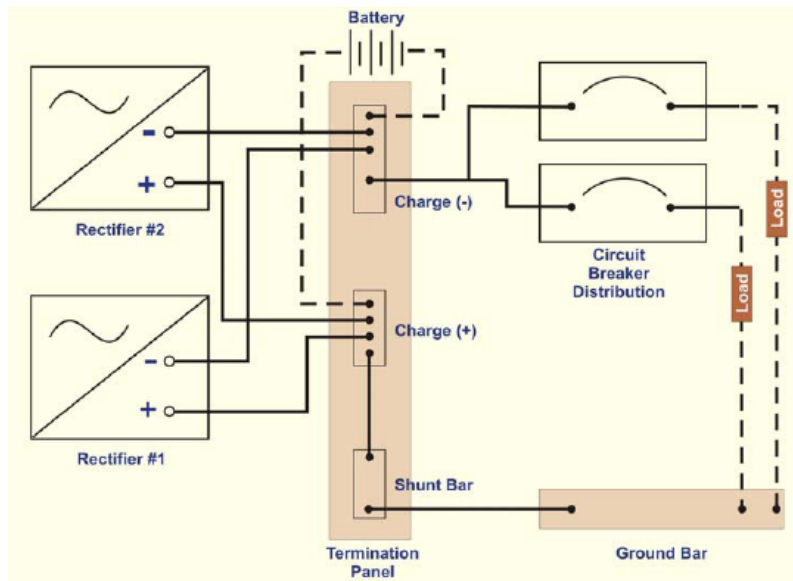 Battery
-
+
Rectifier #2
Charge (-)
Load
Circuit
Breaker
Distribution
Load
Charge (+)
-
+
Rectifier #1
Shunt Bar
Termination
Panel
Ground Bar